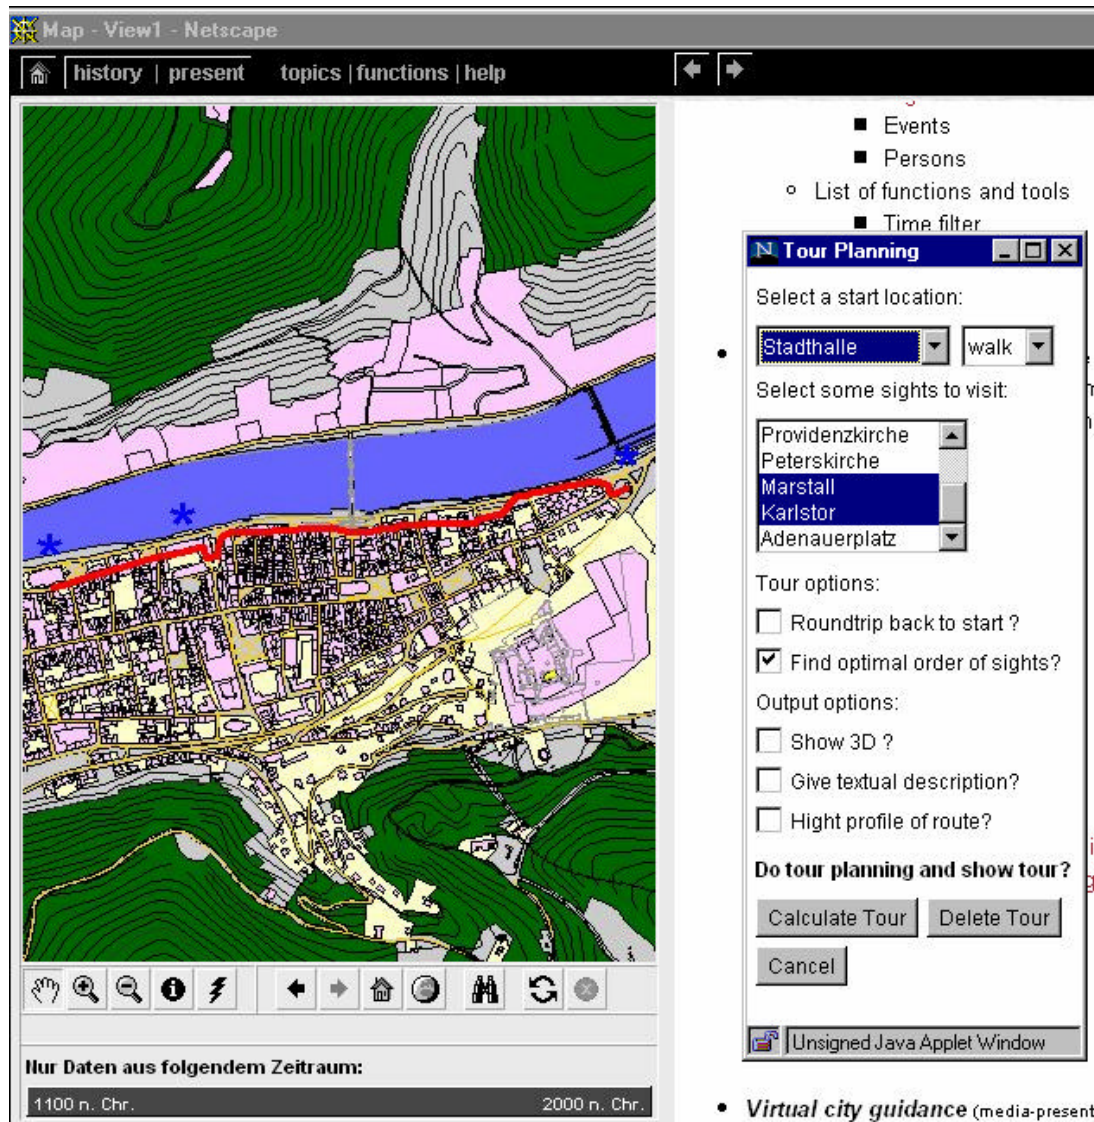 Map - View1 - Netscape
history | present topics | functions | help
Events
Persons
List of functions and tools
Time filter
Tour Planning
Select a start location:
Stadthalle walk
Select some sights to visit:
Providenzkirche
Peterskirche
Marstall
Karlstor
Adenauerplatz
Tour options:
Roundtrip back to start ?
Find optimal order of sights?
Output options:
Show 3D ?
Give textual description?
Hight profile of route?
Do tour planning and show tour?
Calculate Tour Delete Tour
Cancel
Unsigned Java Applet Window
Nur Daten aus folgendem Zeitraum:
1100 n. Chr. 2000 n. Chr.
Virtual city guidance (media-present